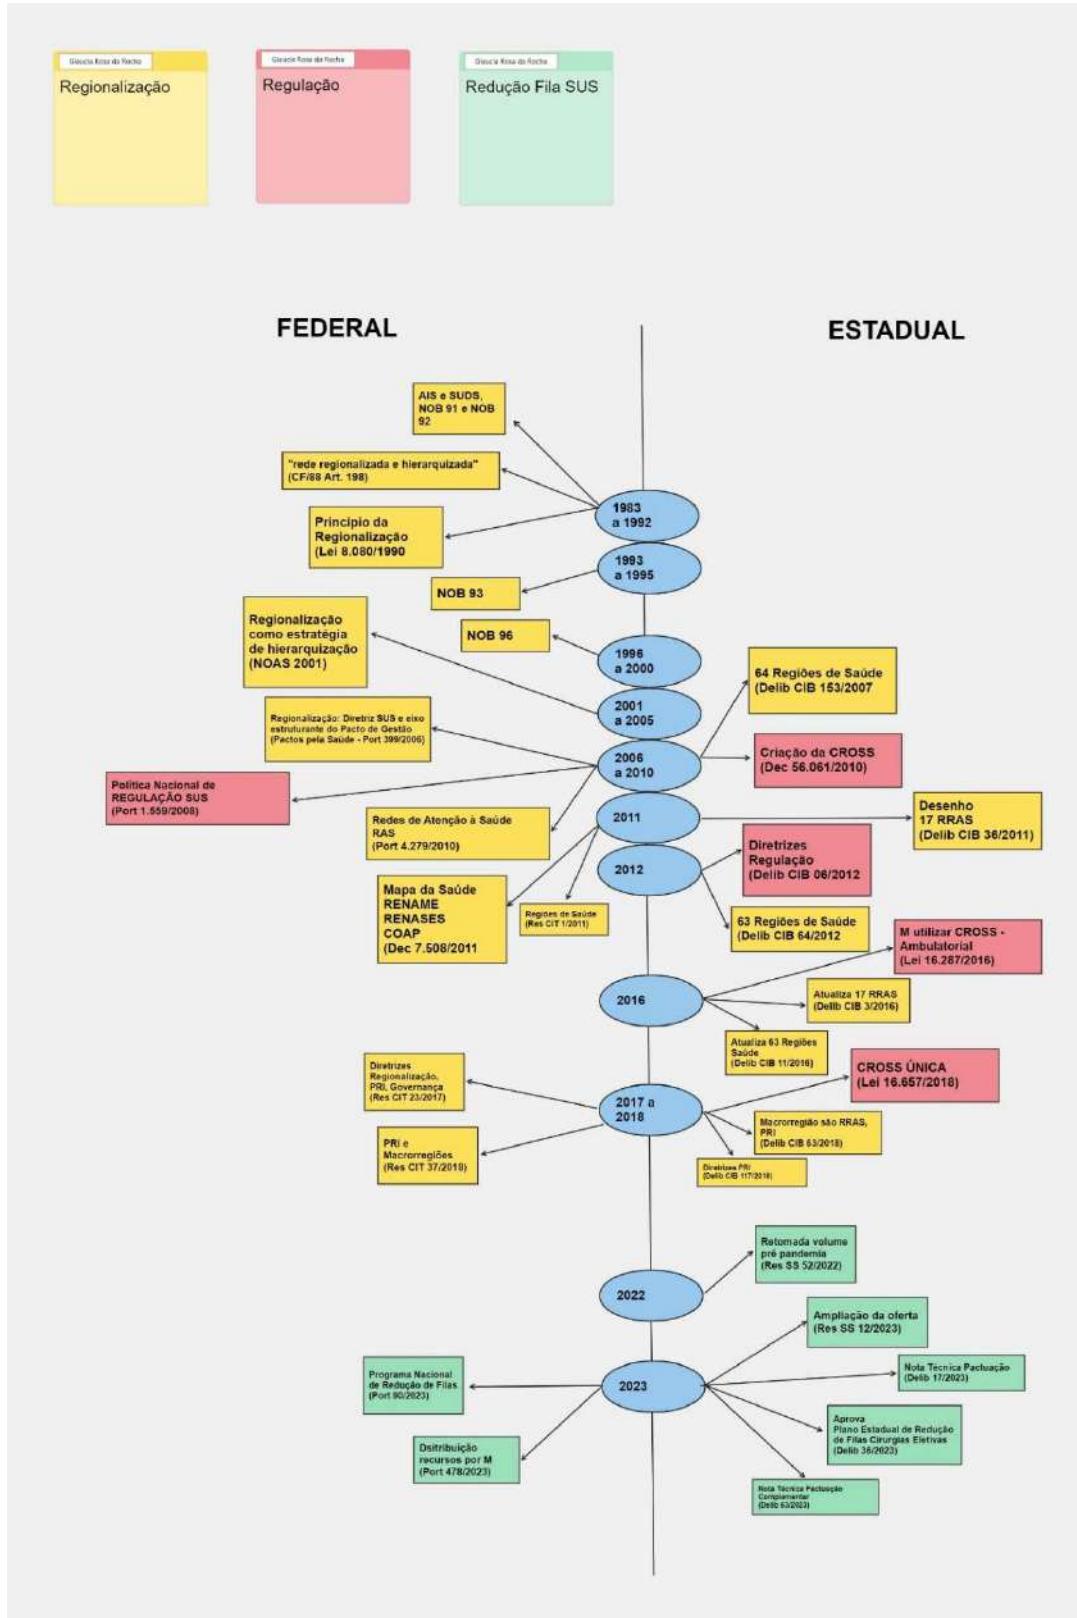 Glaucia Rosa da Rocha
Regionalização
Glaucia Rosa da Rocha
Regulação
Glaucia Rosa da Rocha
Redução Fila SUS
FEDERAL
ESTADUAL
AIS e SUDS,
NOB 91 e NOB
92
"rede regionalizada e hierarquizada"
(CF/88 Art. 198)
Princípio da
Regionalização
(Lei 8.080/1990
1983
a 1992
1993
a 1995
NOB 93
NOB 96
Regionalização
como estratégia
de hierarquização
(NOAS 2001)
1996
a 2000
64 Regiões de Saúde
(Delib CIB 153/2007
2001
a 2005
Regionalização: Diretriz SUS e eixo
estruturante do Pacto de Gestão
(Pactos pela Saúde - Port 399/2006)
2006
a 2010
Criação da CROSS
(Dec 56.061/2010)
Política Nacional de
REGULAÇÃO SUS
(Port 1.559/2008)
Redes de Atenção à Saúde
RAS
(Port 4.279/2010)
2011
Desenho
17 RRAS
(Delib CIB 36/2011)
2012
Diretrizes
Regulação
(Delib CIB 06/2012
Mapa da Saúde
RENAME
RENASES
COAP
(Dec 7.508/2011
Regiões de Saúde
(Res CIT 1/2011)
63 Regiões de Saúde
(Delib CIB 64/2012
M utilizar CROSS -
Ambulatorial
(Lei 16.287/2016)
2016
Atualiza 17 RRAS
(Delib CIB 3/2016)
Atualiza 63 Regiões
Saúde
(Delib CIB 11/2016)
Diretrizes
Regionalização,
PRI, Governança
(Res CIT 23/2017)
CROSS ÚNICA
(Lei 16.657/2018)
2017 a
2018
Macrorregião são RRAS,
PRI
(Delib CIB 63/2018)
PRI e
Macrorregiões
(Res CIT 37/2018)
Diretrizes PRI
(Delib CIB 117/2018)
Retomada volume
pré pandemia
(Res SS 52/2022)
2022
Ampliação da oferta
(Res SS 12/2023)
Programa Nacional
de Redução de Filas
(Port 90/2023)
2023
Nota Técnica Pactuação
(Delib 17/2023)
Aprova
Plano Estadual de Redução
de Filas Cirurgias Eletivas
(Delib 36/2023)
Dsitribuição
recursos por M
(Port 478/2023)
Nota Técnica Pactuação
Complementar
(Delib 63/2023)